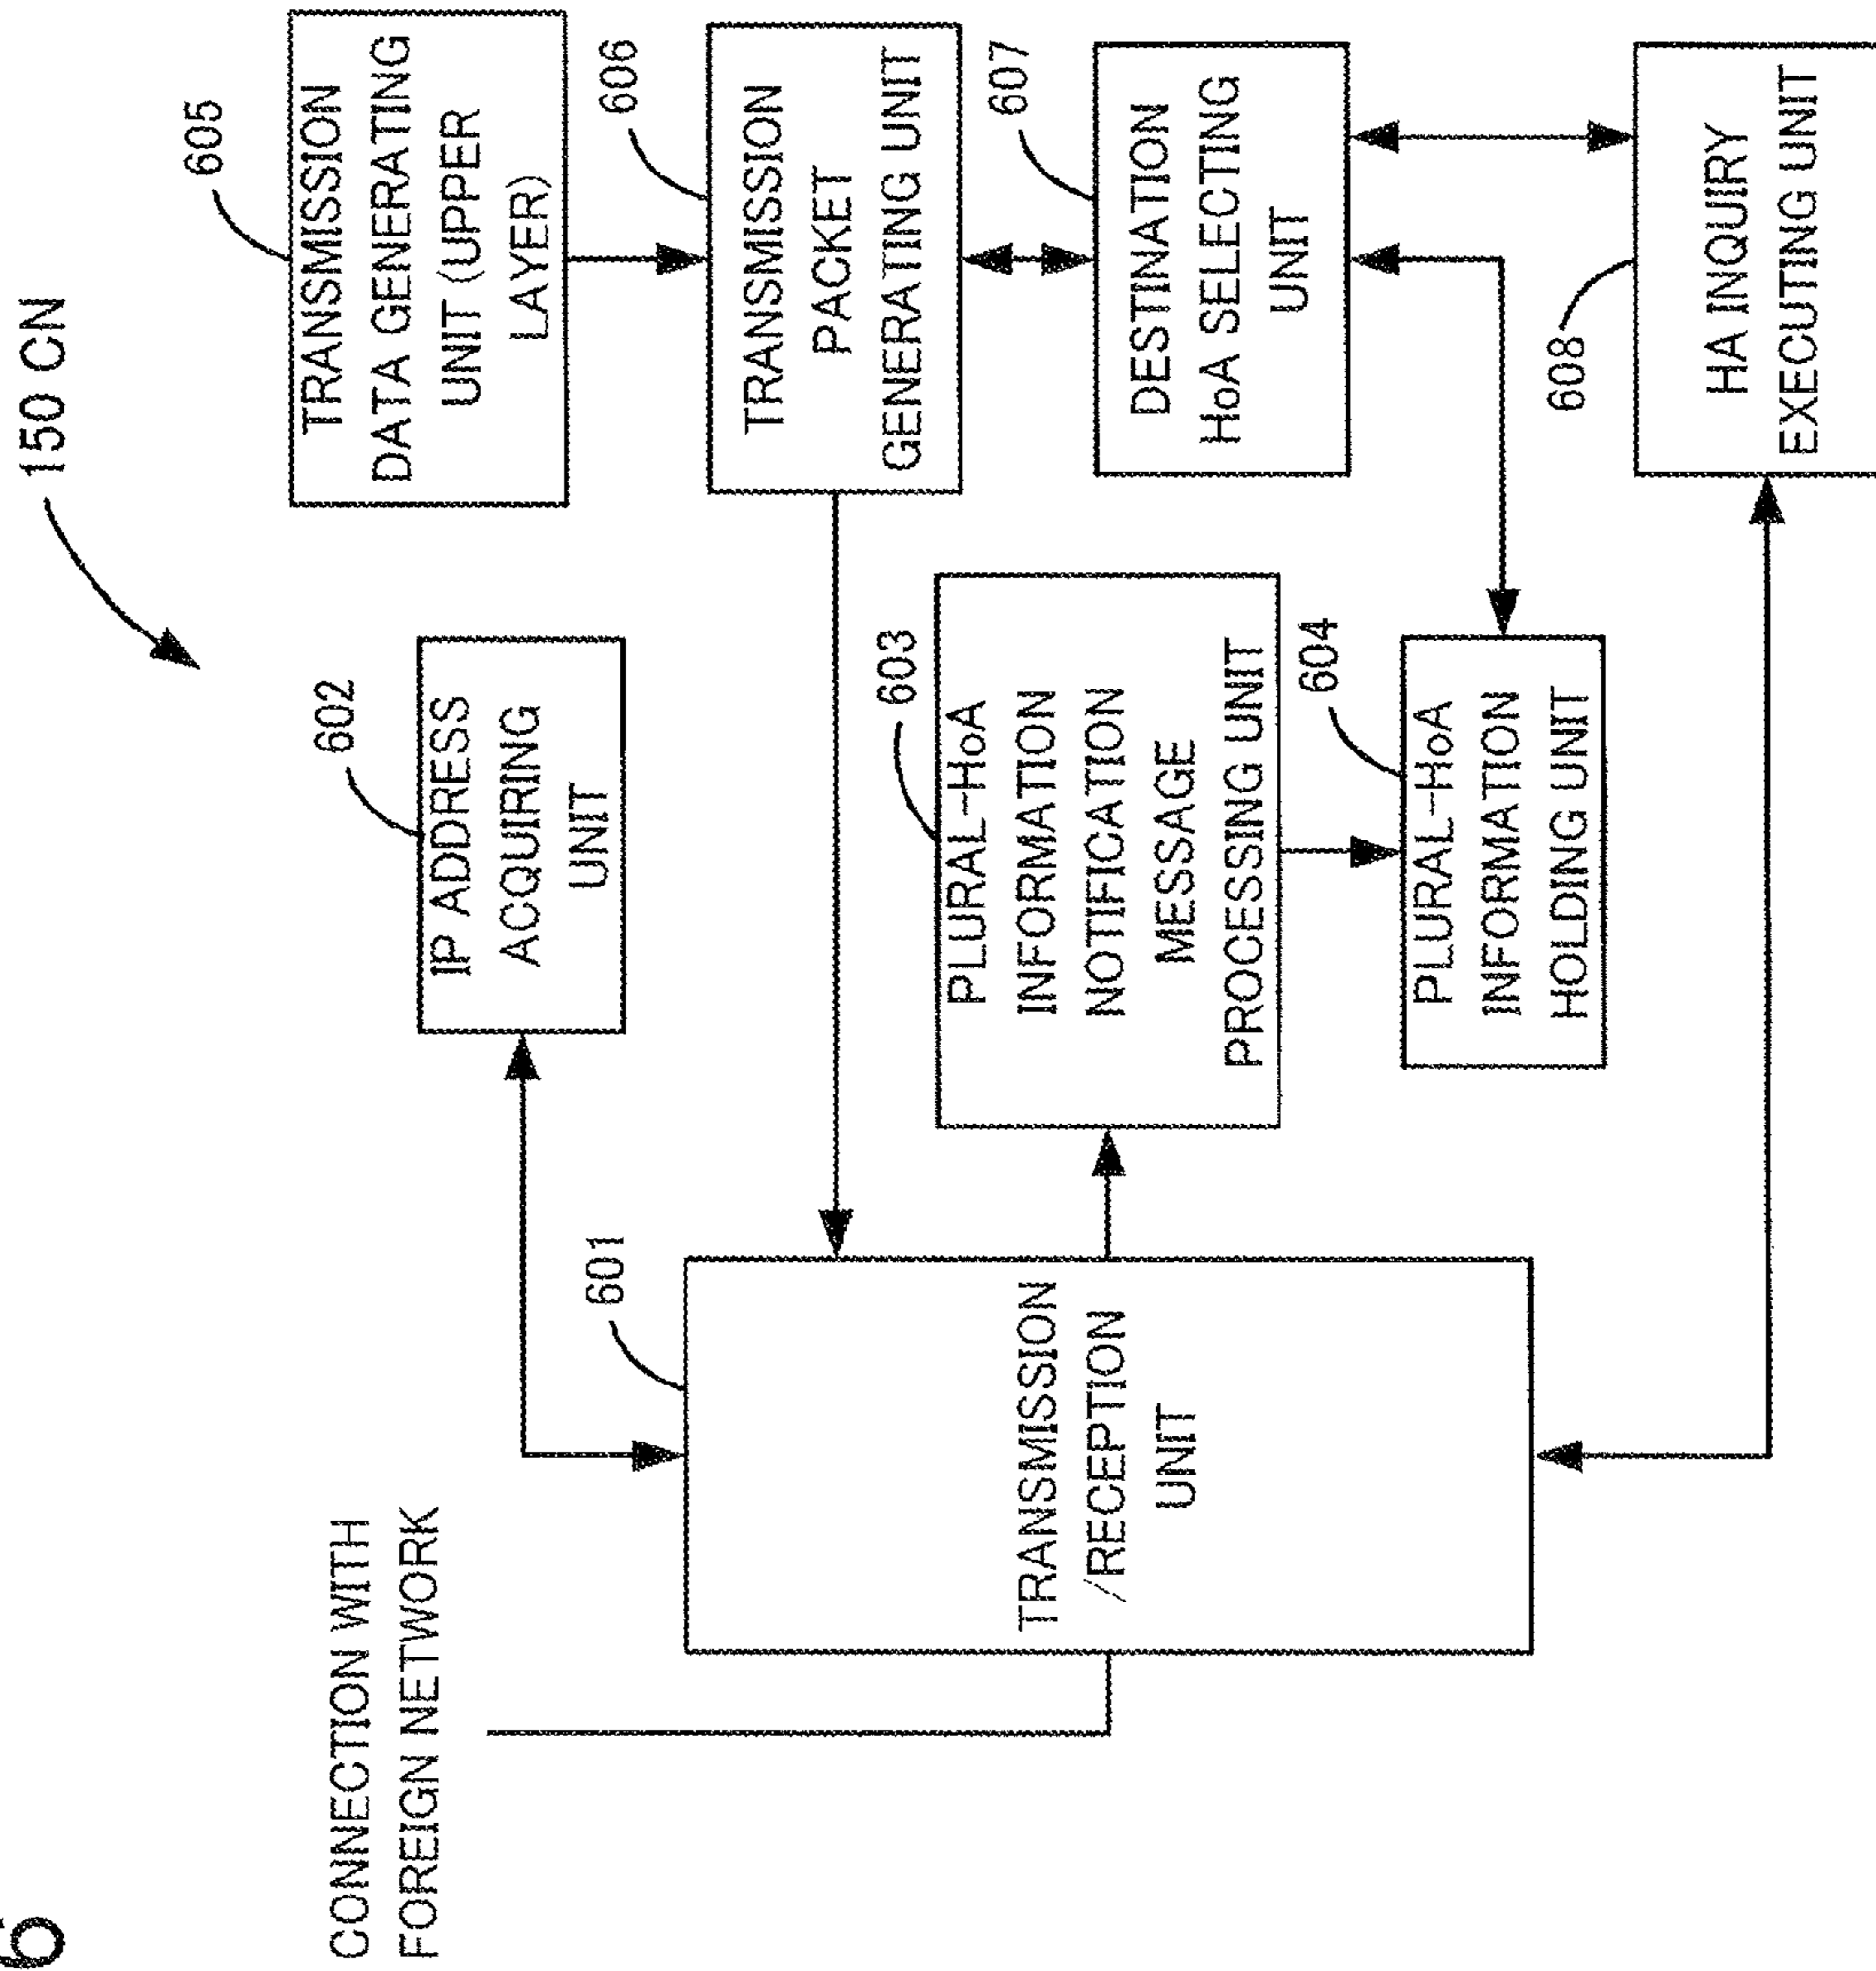 6
150 CN
CONNECTION WITH
FOREIGN NETWORK
601
TRANSMISSION
/RECEPTION
UNIT
602
IP ADDRESS
ACQUIRING
UNIT
603
PLURAL-HoA
INFORMATION
NOTIFICATION
MESSAGE
PROCESSING UNIT
604
PLURAL-HoA
INFORMATION
HOLDING UNIT
605
TRANSMISSION
DATA GENERATING
UNIT (UPPER
LAYER)
606
TRANSMISSION
PACKET
GENERATING UNIT
607
DESTINATION
HoA SELECTING
UNIT
608
HA INQUIRY
EXECUTING UNIT